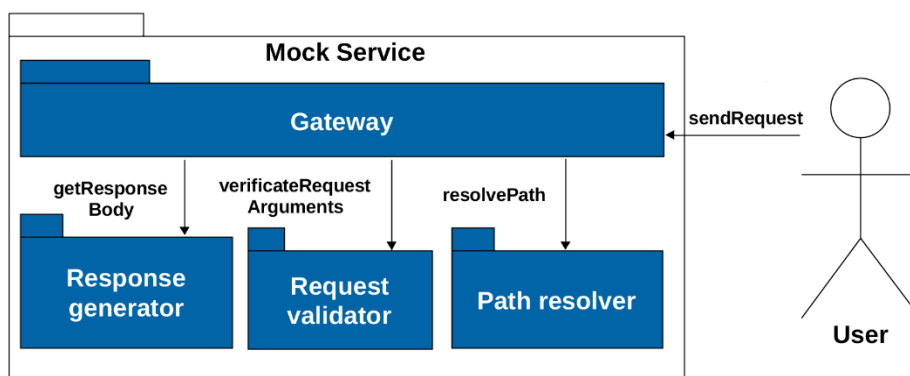 Mock Service
Gateway
sendRequest
getResponse
Body
verificateRequest
Arguments
resolvePath
Response
generator
Request
validator
Path resolver
User